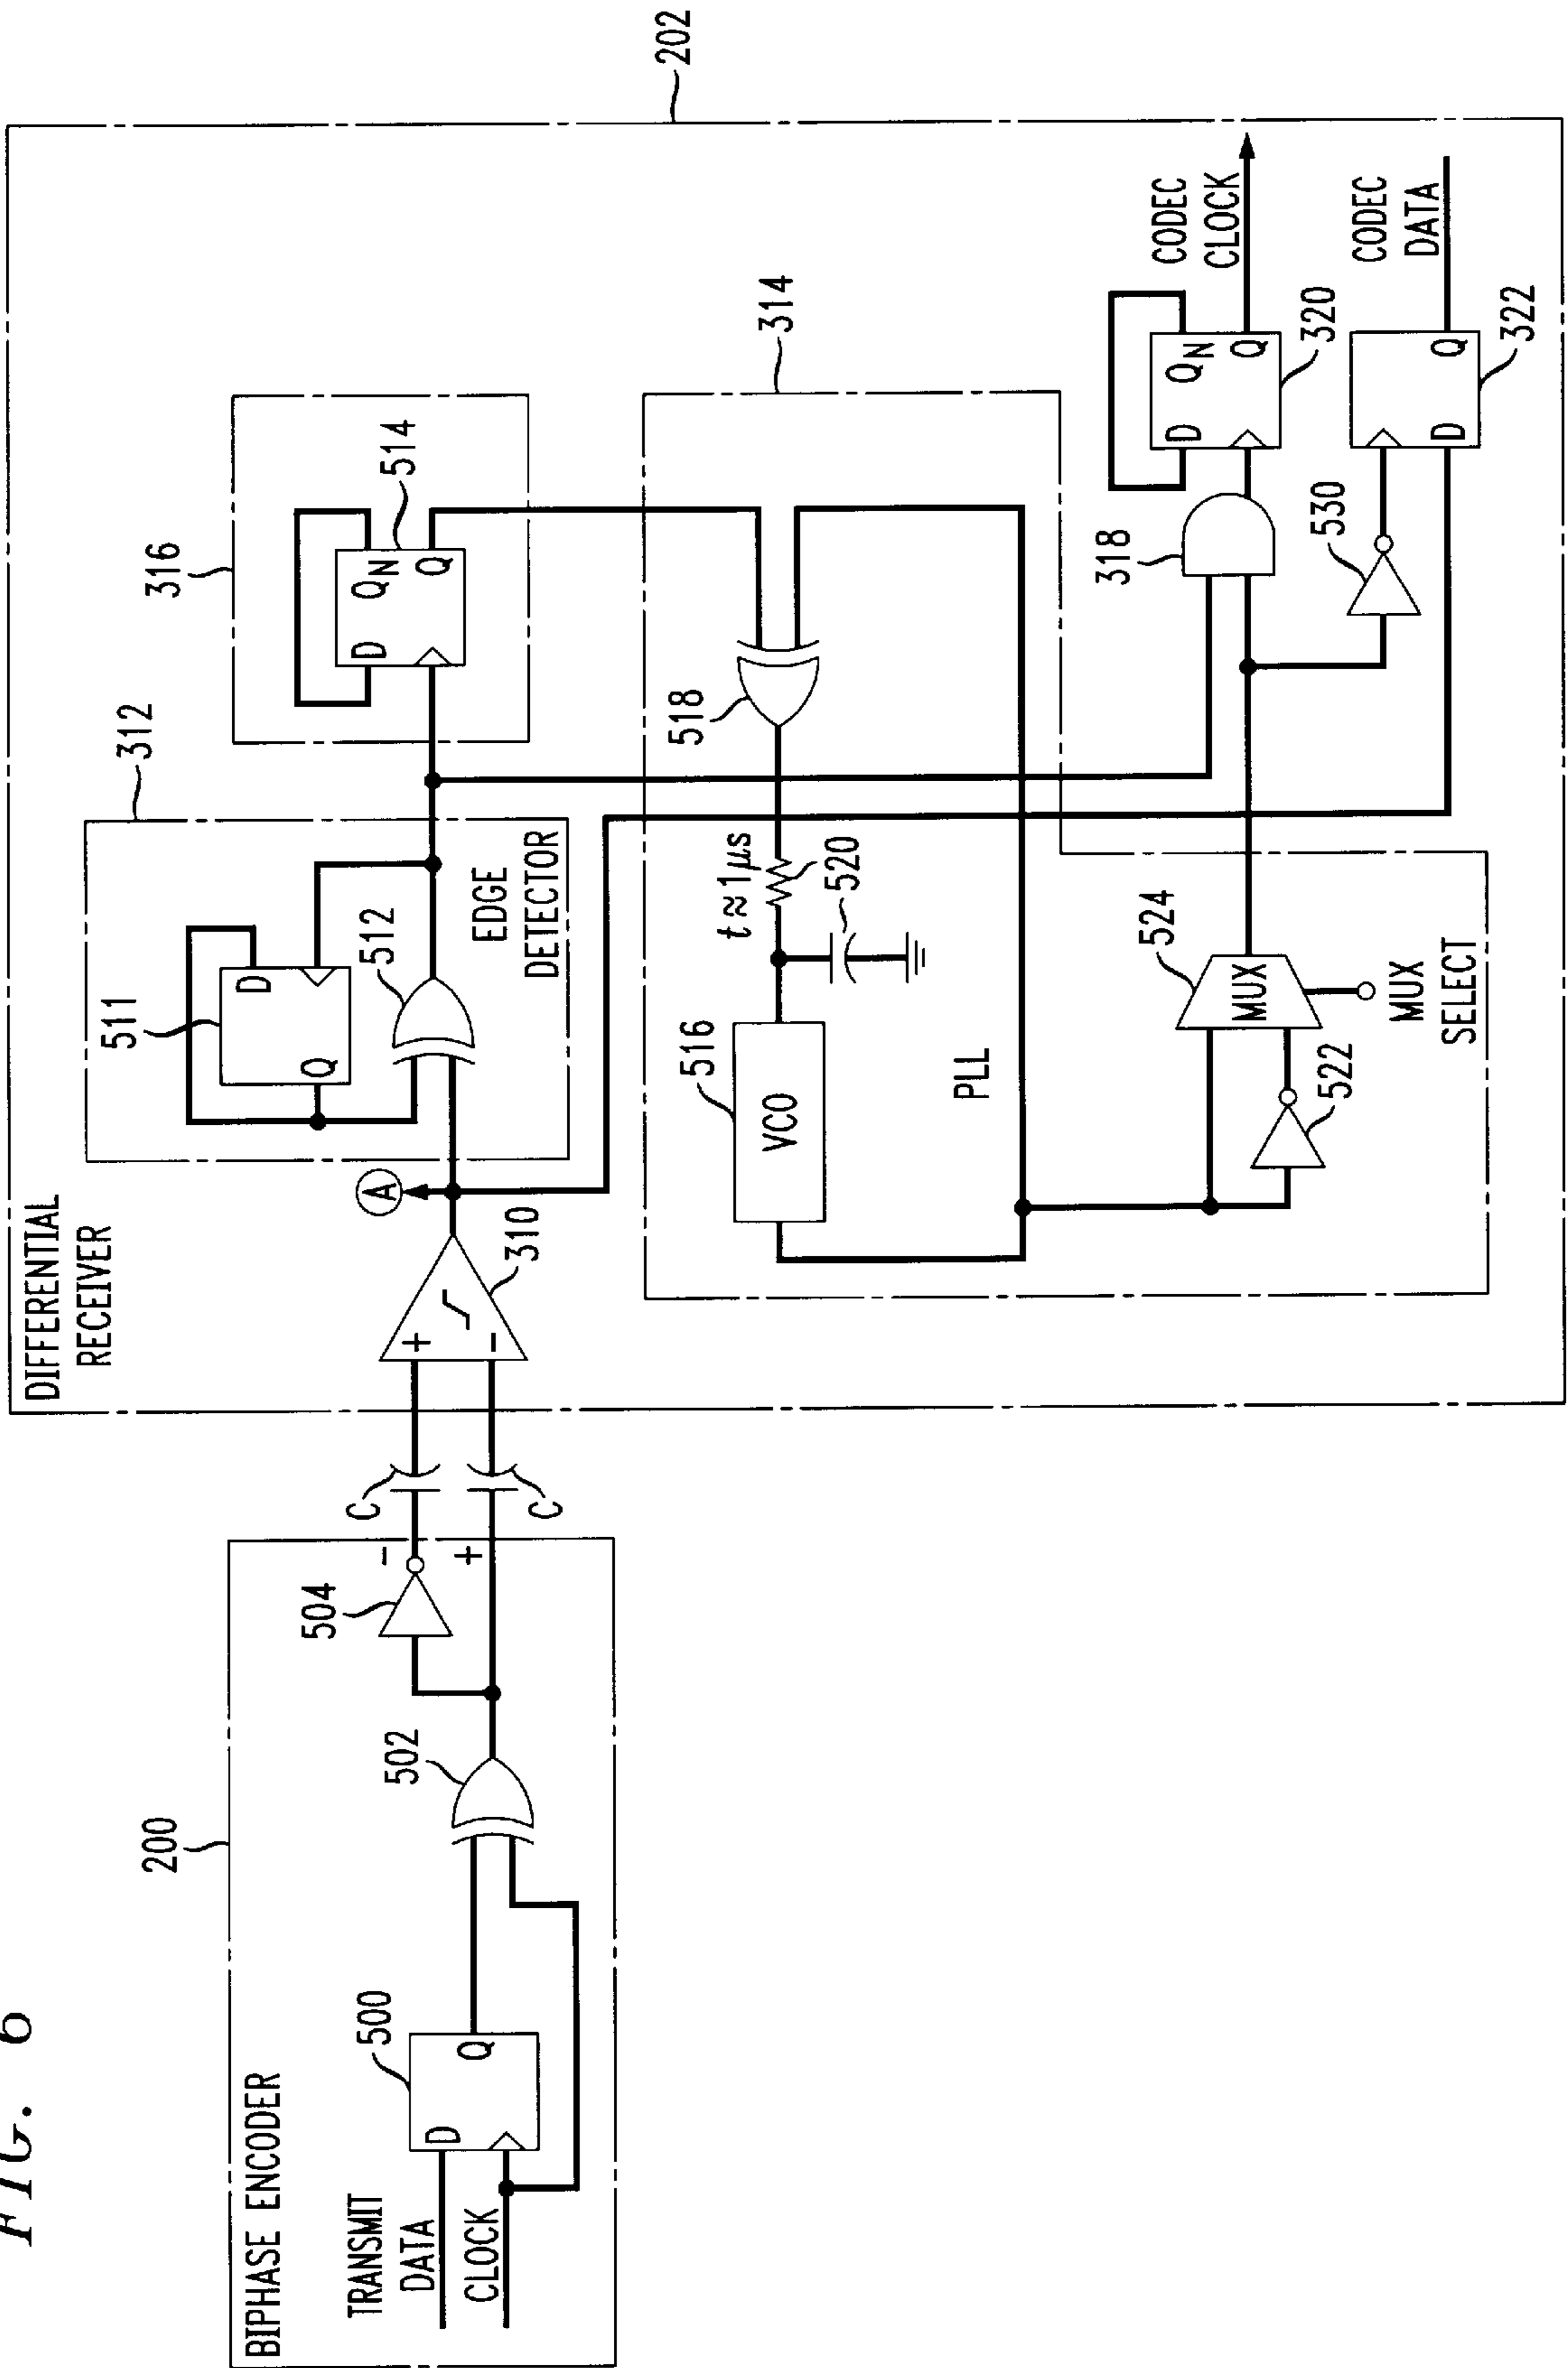 FIG. 6
BIPHASE ENCODER
200
TRANSMIT
DATA
CLOCK
D
Q
500
502
504
-
+
C
C
DIFFERENTIAL
RECEIVER
202
+
-
310
A
312
511
Q
D
512
EDGE
DETECTOR
316
D
QN
Q
514
314
518
t≈1μs
520
516
VCO
PLL
522
524
MUX
MUX
SELECT
318
530
D
QN
Q
320
CODEC
CLOCK
D
Q
322
CODEC
DATA